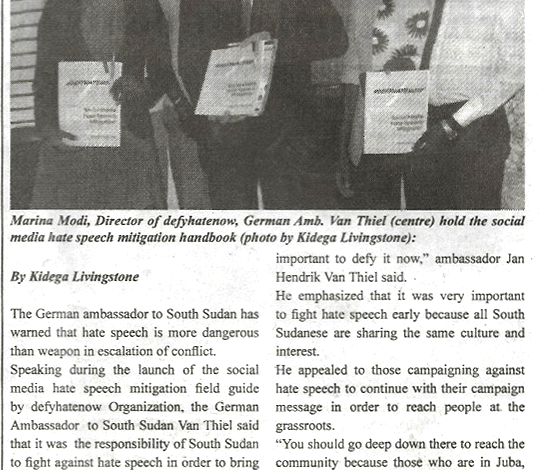 Marina Modi, Director of defyhatenow, German Amb. Van Thiel (centre) hold the social
media hate speech mitigation handbook (photo by Kidega Livingstone):
By Kidega Livingstone
The German ambassador to South Sudan has
warned that hate speech is more dangerous
than weapon in escalation of conflict.
Speaking during the launch of the social
media hate speech mitigation field guide
by defyhatenow Organization, the German
Ambassador to South Sudan Van Thiel said
that it was the responsibility of South Sudan
to fight against hate speech in order to bring
important to defy it now,” ambassador Jan
Hendrik Van Thiel said.
He emphasized that it was very important
to fight hate speech early because all South
Sudanese are sharing the same culture and
interest.
He appealed to those campaigning against
hate speech to continue with their campaign
message in order to reach people at the
grassroots.
“You should go deep down there to reach the
community because those who are in Juba,